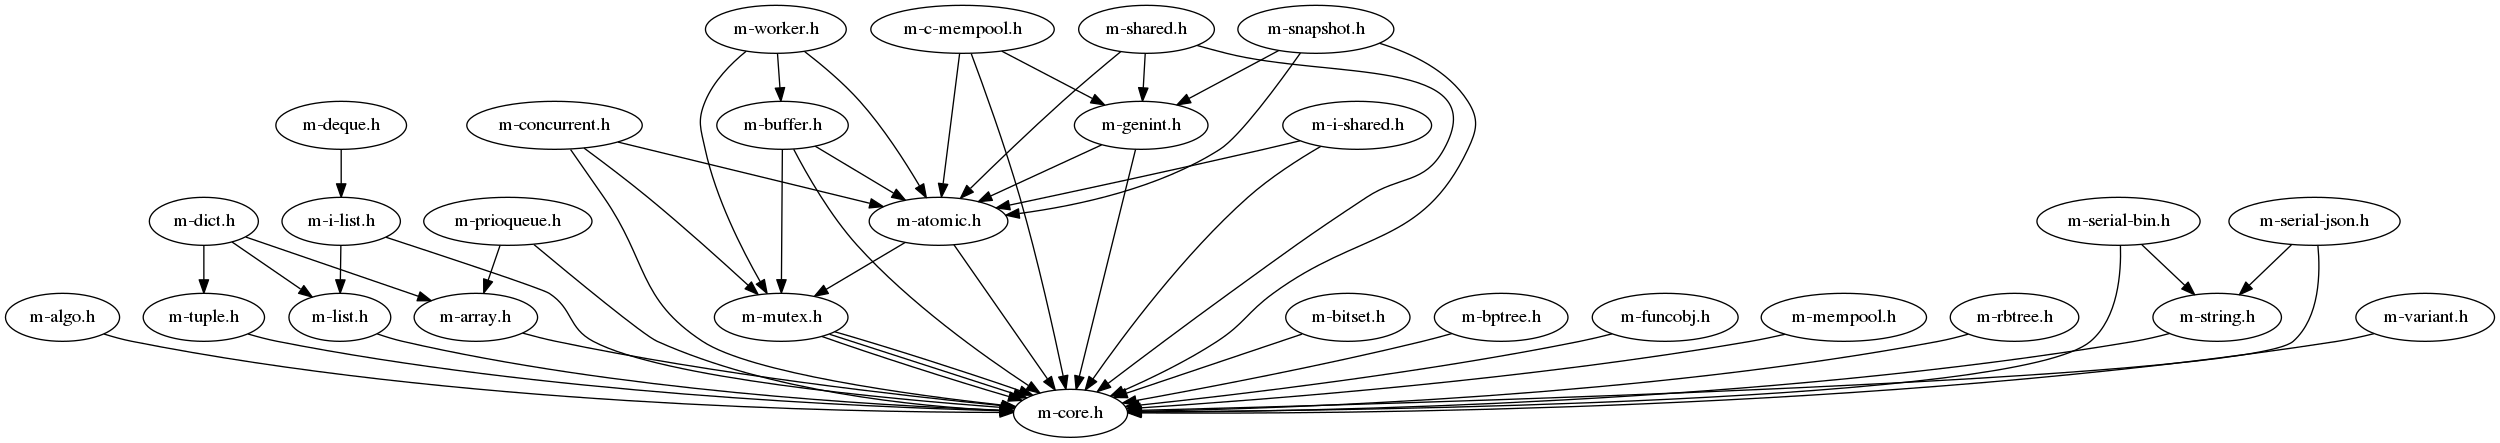 m-worker.h
m-c-mempool.h
m-shared.h
m-snapshot.h
m-deque.h
m-concurrent.h
m-buffer.h
m-genint.h
m-i-shared.h
m-dict.h
m-i-list.h
m-prioqueue.h
m-atomic.h
m-serial-bin.h
m-serial-json.h
m-algo.h
m-tuple.h
m-list.h
m-array.h
m-mutex.h
m-bitset.h
m-bptree.h
m-funcobj.h
m-mempool.h
m-rbtree.h
m-string.h
m-variant.h
m-core.h